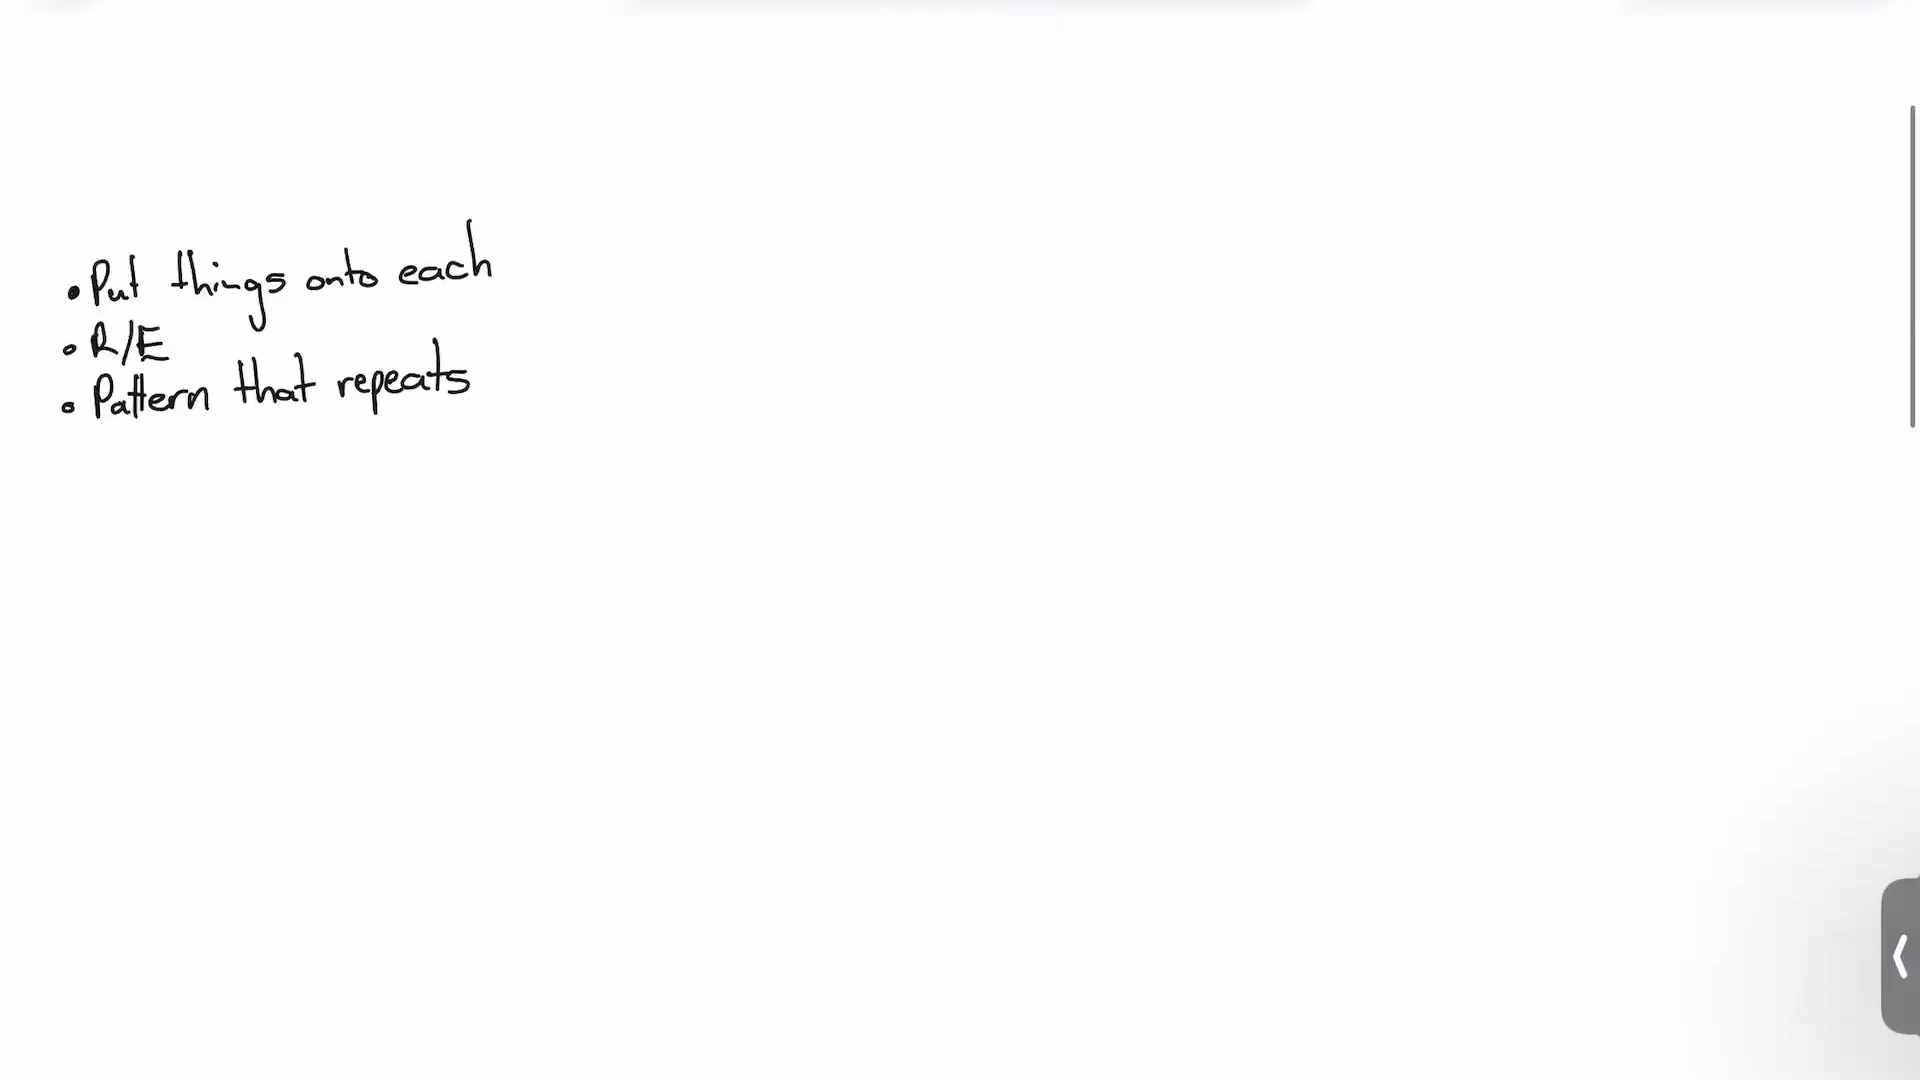 • Put things onto each
• R/E
• Pattern that repeats